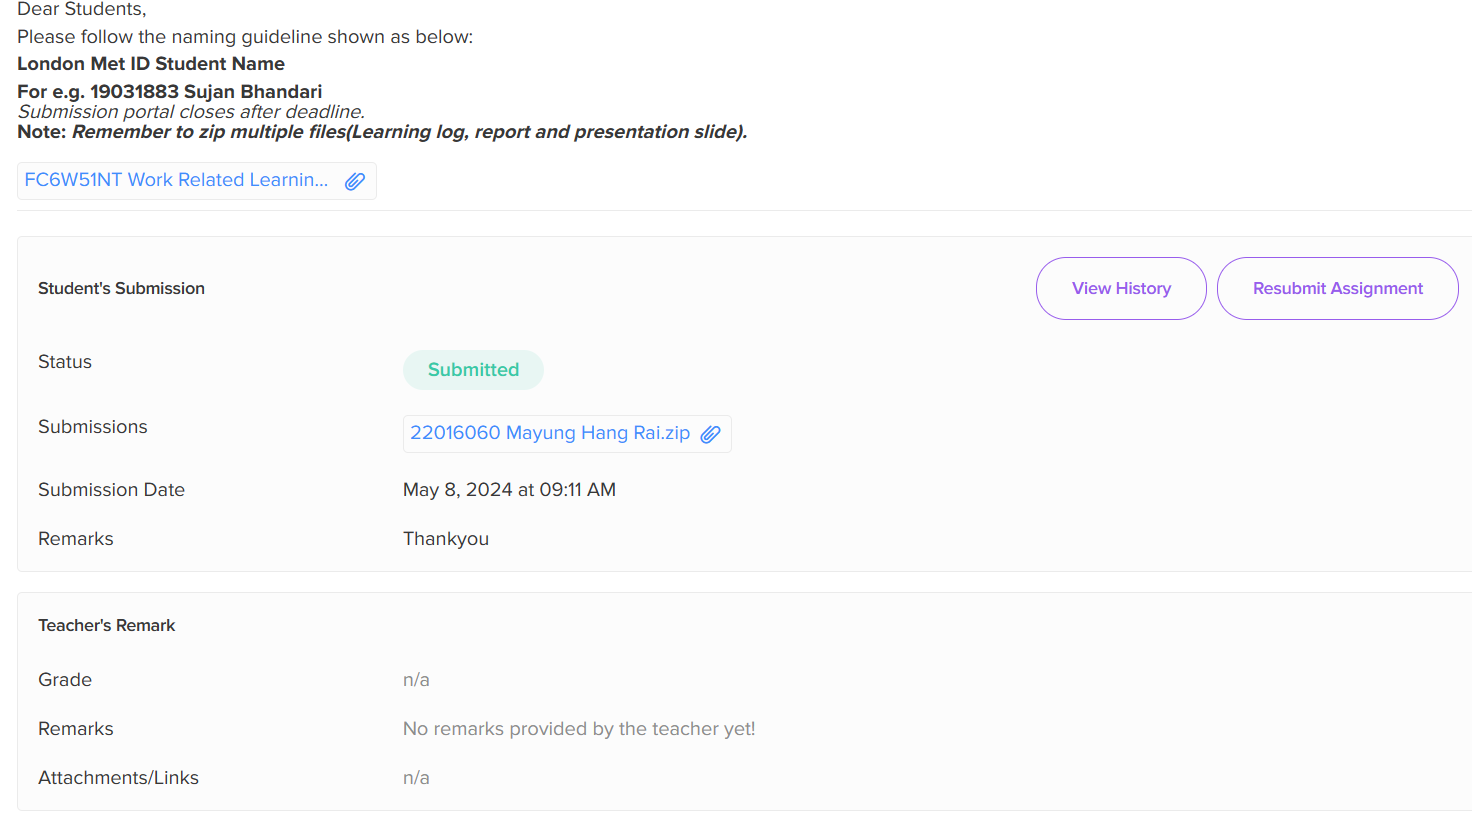 Dear Students,
Please follow the naming guideline shown as below:
London Met ID Student Name
For e.g. 19031883 Sujan Bhandari
Submission portal closes after deadline.
Note: Remember to zip multiple files(Learning log, report and presentation slide).
FC6W51NT Work Related Learnin...
Student's Submission
View History
Resubmit Assignment
Status
Submitted
Submissions
22016060 Mayung Hang Rai.zip
Submission Date
May 8, 2024 at 09:11 AM
Remarks
Thankyou
Teacher's Remark
Grade
n/a
Remarks
No remarks provided by the teacher yet!
Attachments/Links
n/a